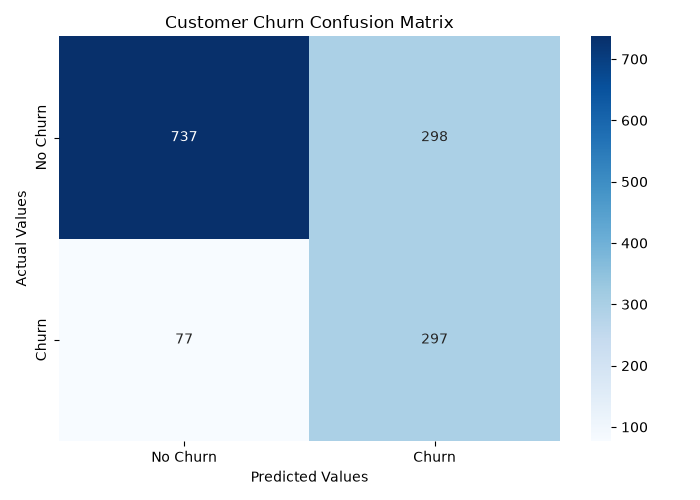 Customer Churn Confusion Matrix
Actual Values
No Churn
Churn
737
298
77
297
No Churn
Churn
Predicted Values
700
600
500
400
300
200
100